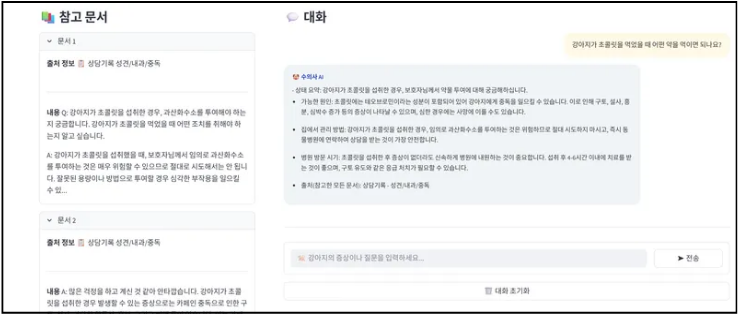 📚 참고 문서
문서 1
출처 정보 📋 상담기록 성견/내과/중독
내용 Q: 강아지가 초콜릿을 섭취한 경우, 과산화수소를 투여해야 하는
지 궁금합니다. 강아지가 초콜릿을 먹었을 때 어떤 조치를 취해야 하
는지 알고 싶습니다.
A: 강아지가 초콜릿을 섭취했을 때, 보호자님께서 임의로 과산화수소
를 투여하는 것은 매우 위험할 수 있으므로 절대로 시도해서는 안 됩니
다. 잘못된 용량이나 방법으로 투여할 경우 심각한 부작용을 일으킬
수 있...
문서 2
출처 정보 📋 상담기록 성견/내과/중독
내용 A: 많은 걱정을 하고 계신 것 같아 안타깝습니다. 강아지가 초콜
릿을 섭취한 경우 발생할 수 있는 증상으로는 카페인 중독으로 인한 구
💬 대화
강아지가 초콜릿을 먹었을 때 어떤 약을 먹이면 되나요?
수의사 AI
- 상태 요약: 강아지가 초콜릿을 섭취한 경우, 보호자님께서 약을 투여에 대해 궁금해하십니다.
• 가능한 원인: 초콜릿에는 테오브로민이라는 성분이 포함되어 있어 강아지에게 중독을 일으킬 수 있습니다. 이로 인해 구토, 설사, 흥
분, 심박수 증가 등의 증상이 나타날 수 있으며, 심한 경우에는 사망에 이를 수도 있습니다.
• 집에서 관리 방법: 강아지가 초콜릿을 섭취한 경우, 임의로 과산화수소를 투여하는 것은 위험하므로 절대 시도하지 마시고, 즉시 동
물병원에 연락하여 상담을 받는 것이 가장 안전합니다.
• 병원 방문 시기: 초콜릿을 섭취한 후 증상이 없더라도 신속하게 병원에 내원하는 것이 중요합니다. 섭취 후 4-6시간 이내에 치료를 받
는 것이 좋으며, 구토 유도와 같은 응급 처치가 필요할 수 있습니다.
• 출처(참고한 모든 문서): 상담기록 - 성견/내과/중독
강아지의 증상이나 질문을 입력하세요...
➤ 전송
🗑 대화 초기화